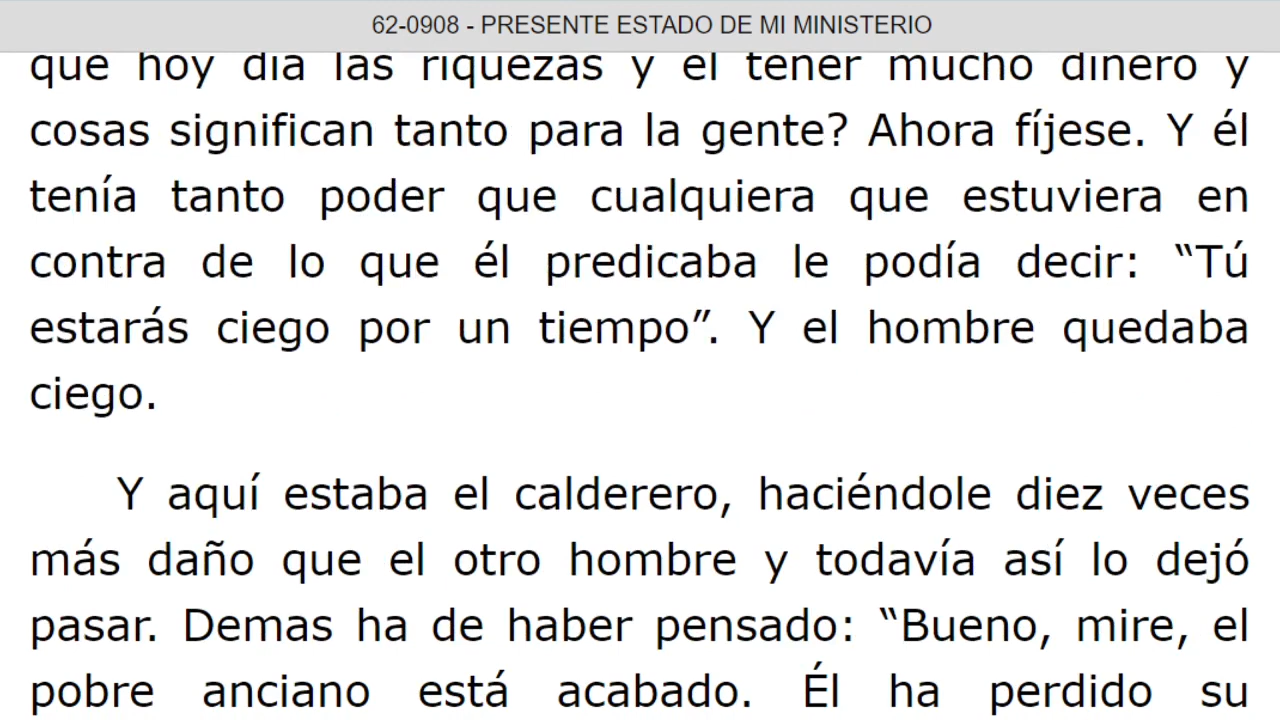 62-0908 - PRESENTE ESTADO DE MI MINISTERIO
que hoy día las riquezas y el tener mucho dinero y
cosas significan tanto para la gente? Ahora fíjese. Y él
tenía tanto poder que cualquiera que estuviera en
contra de lo que él predicaba le podía decir: “Tú
estarás ciego por un tiempo”. Y el hombre quedaba
ciego.
Y aquí estaba el calderero, haciéndole diez veces
más daño que el otro hombre y todavía así lo dejó
pasar. Demas ha de haber pensado: “Bueno, mire, el
pobre anciano está acabado. Él ha perdido su